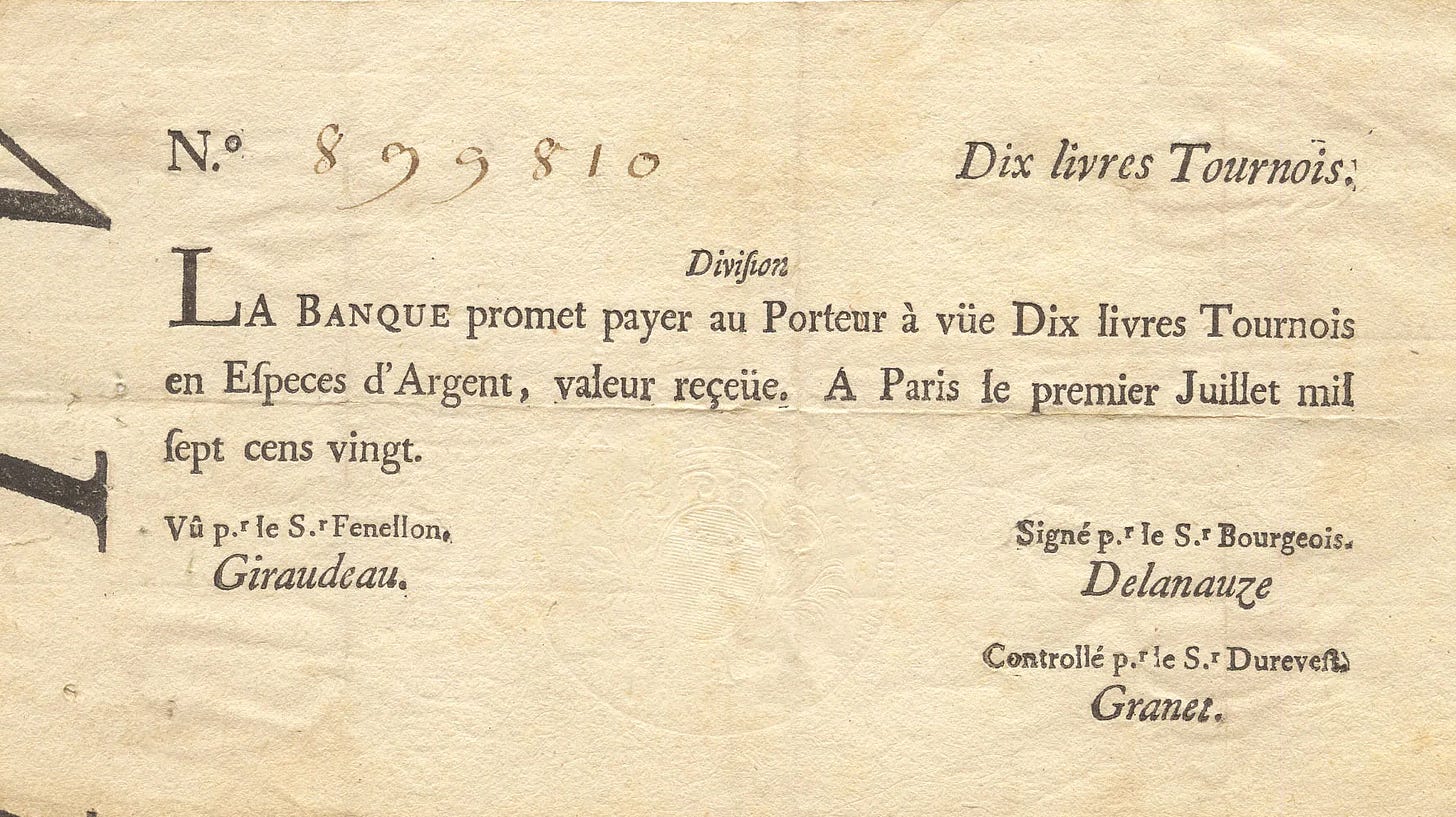 N.º 899810 Dix livres Tournois.
Diviſion
LA BANQUE promet payer au Porteur à vüe Dix livres Tournois
en Eſpeces d'Argent, valeur reçeüe. A Paris le premier Juillet mil
ſept cens vingt.
Vû p.ʳ le S.ʳ Fenellon.
Giraudeau.
Signé p.ʳ le S.ʳ Bourgeois.
Delanauze
Controllé p.ʳ le S.ʳ Dureveſt.
Granet.